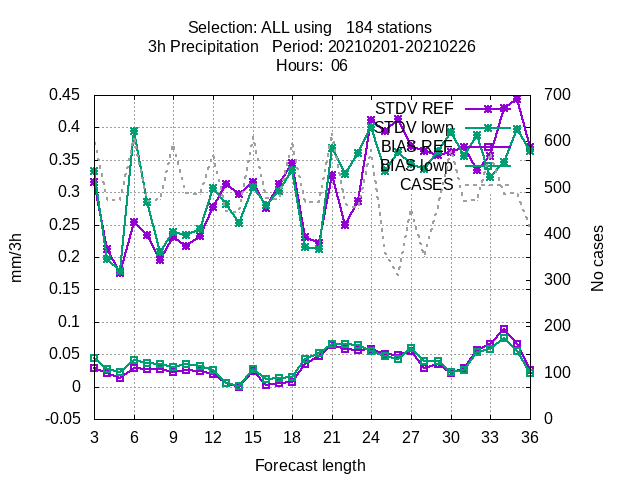 Selection: ALL using 184 stations
3h Precipitation Period: 20210201-20210226
Hours: 06
STDV REF
STDV lowp
BIAS REF
BIAS lowp
CASES
0.45
0.4
0.35
0.3
0.25
0.2
0.15
0.1
0.05
0
-0.05
700
600
500
400
300
200
100
0
mm/3h
No cases
3 6 9 12 15 18 21 24 27 30 33 36
Forecast length